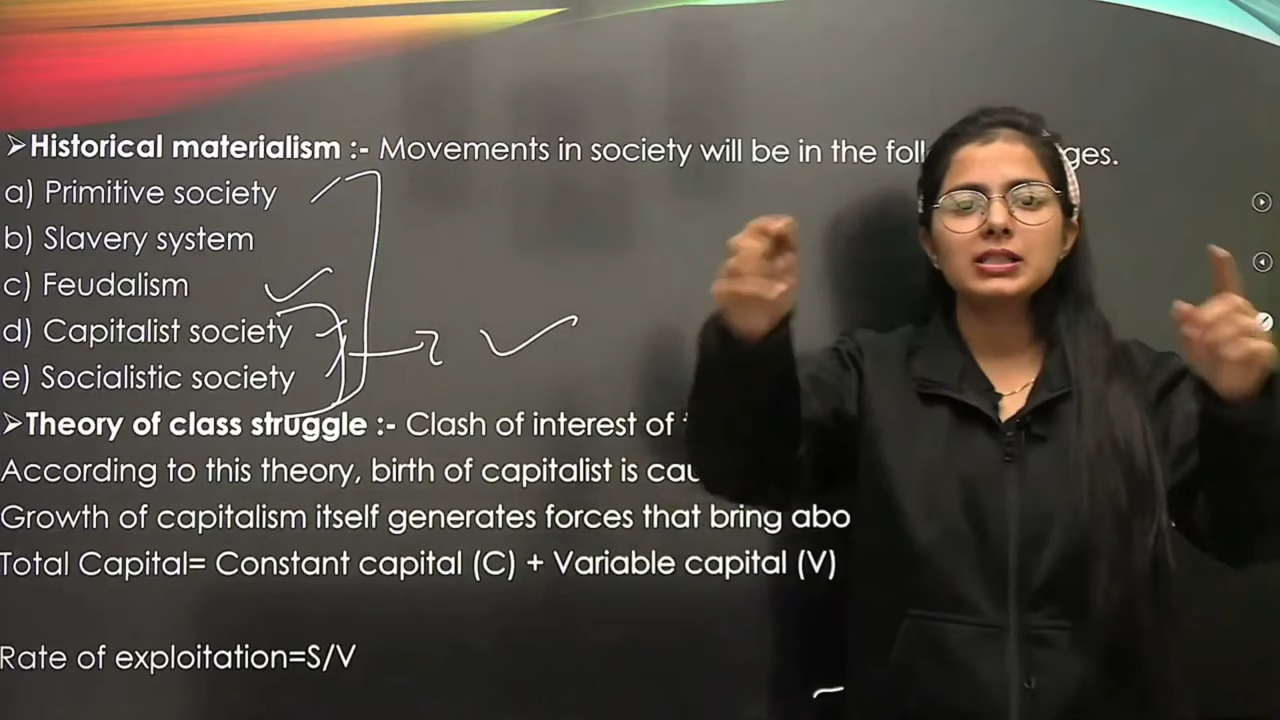 ➢Historical materialism :- Movements in society will be in the foll ges.
a) Primitive society
b) Slavery system
c) Feudalism
d) Capitalist society
e) Socialistic society
➢Theory of class struggle :- Clash of interest of
According to this theory, birth of capitalist is cau
Growth of capitalism itself generates forces that bring abo
Total Capital= Constant capital (C) + Variable capital (V)
Rate of exploitation=S/V